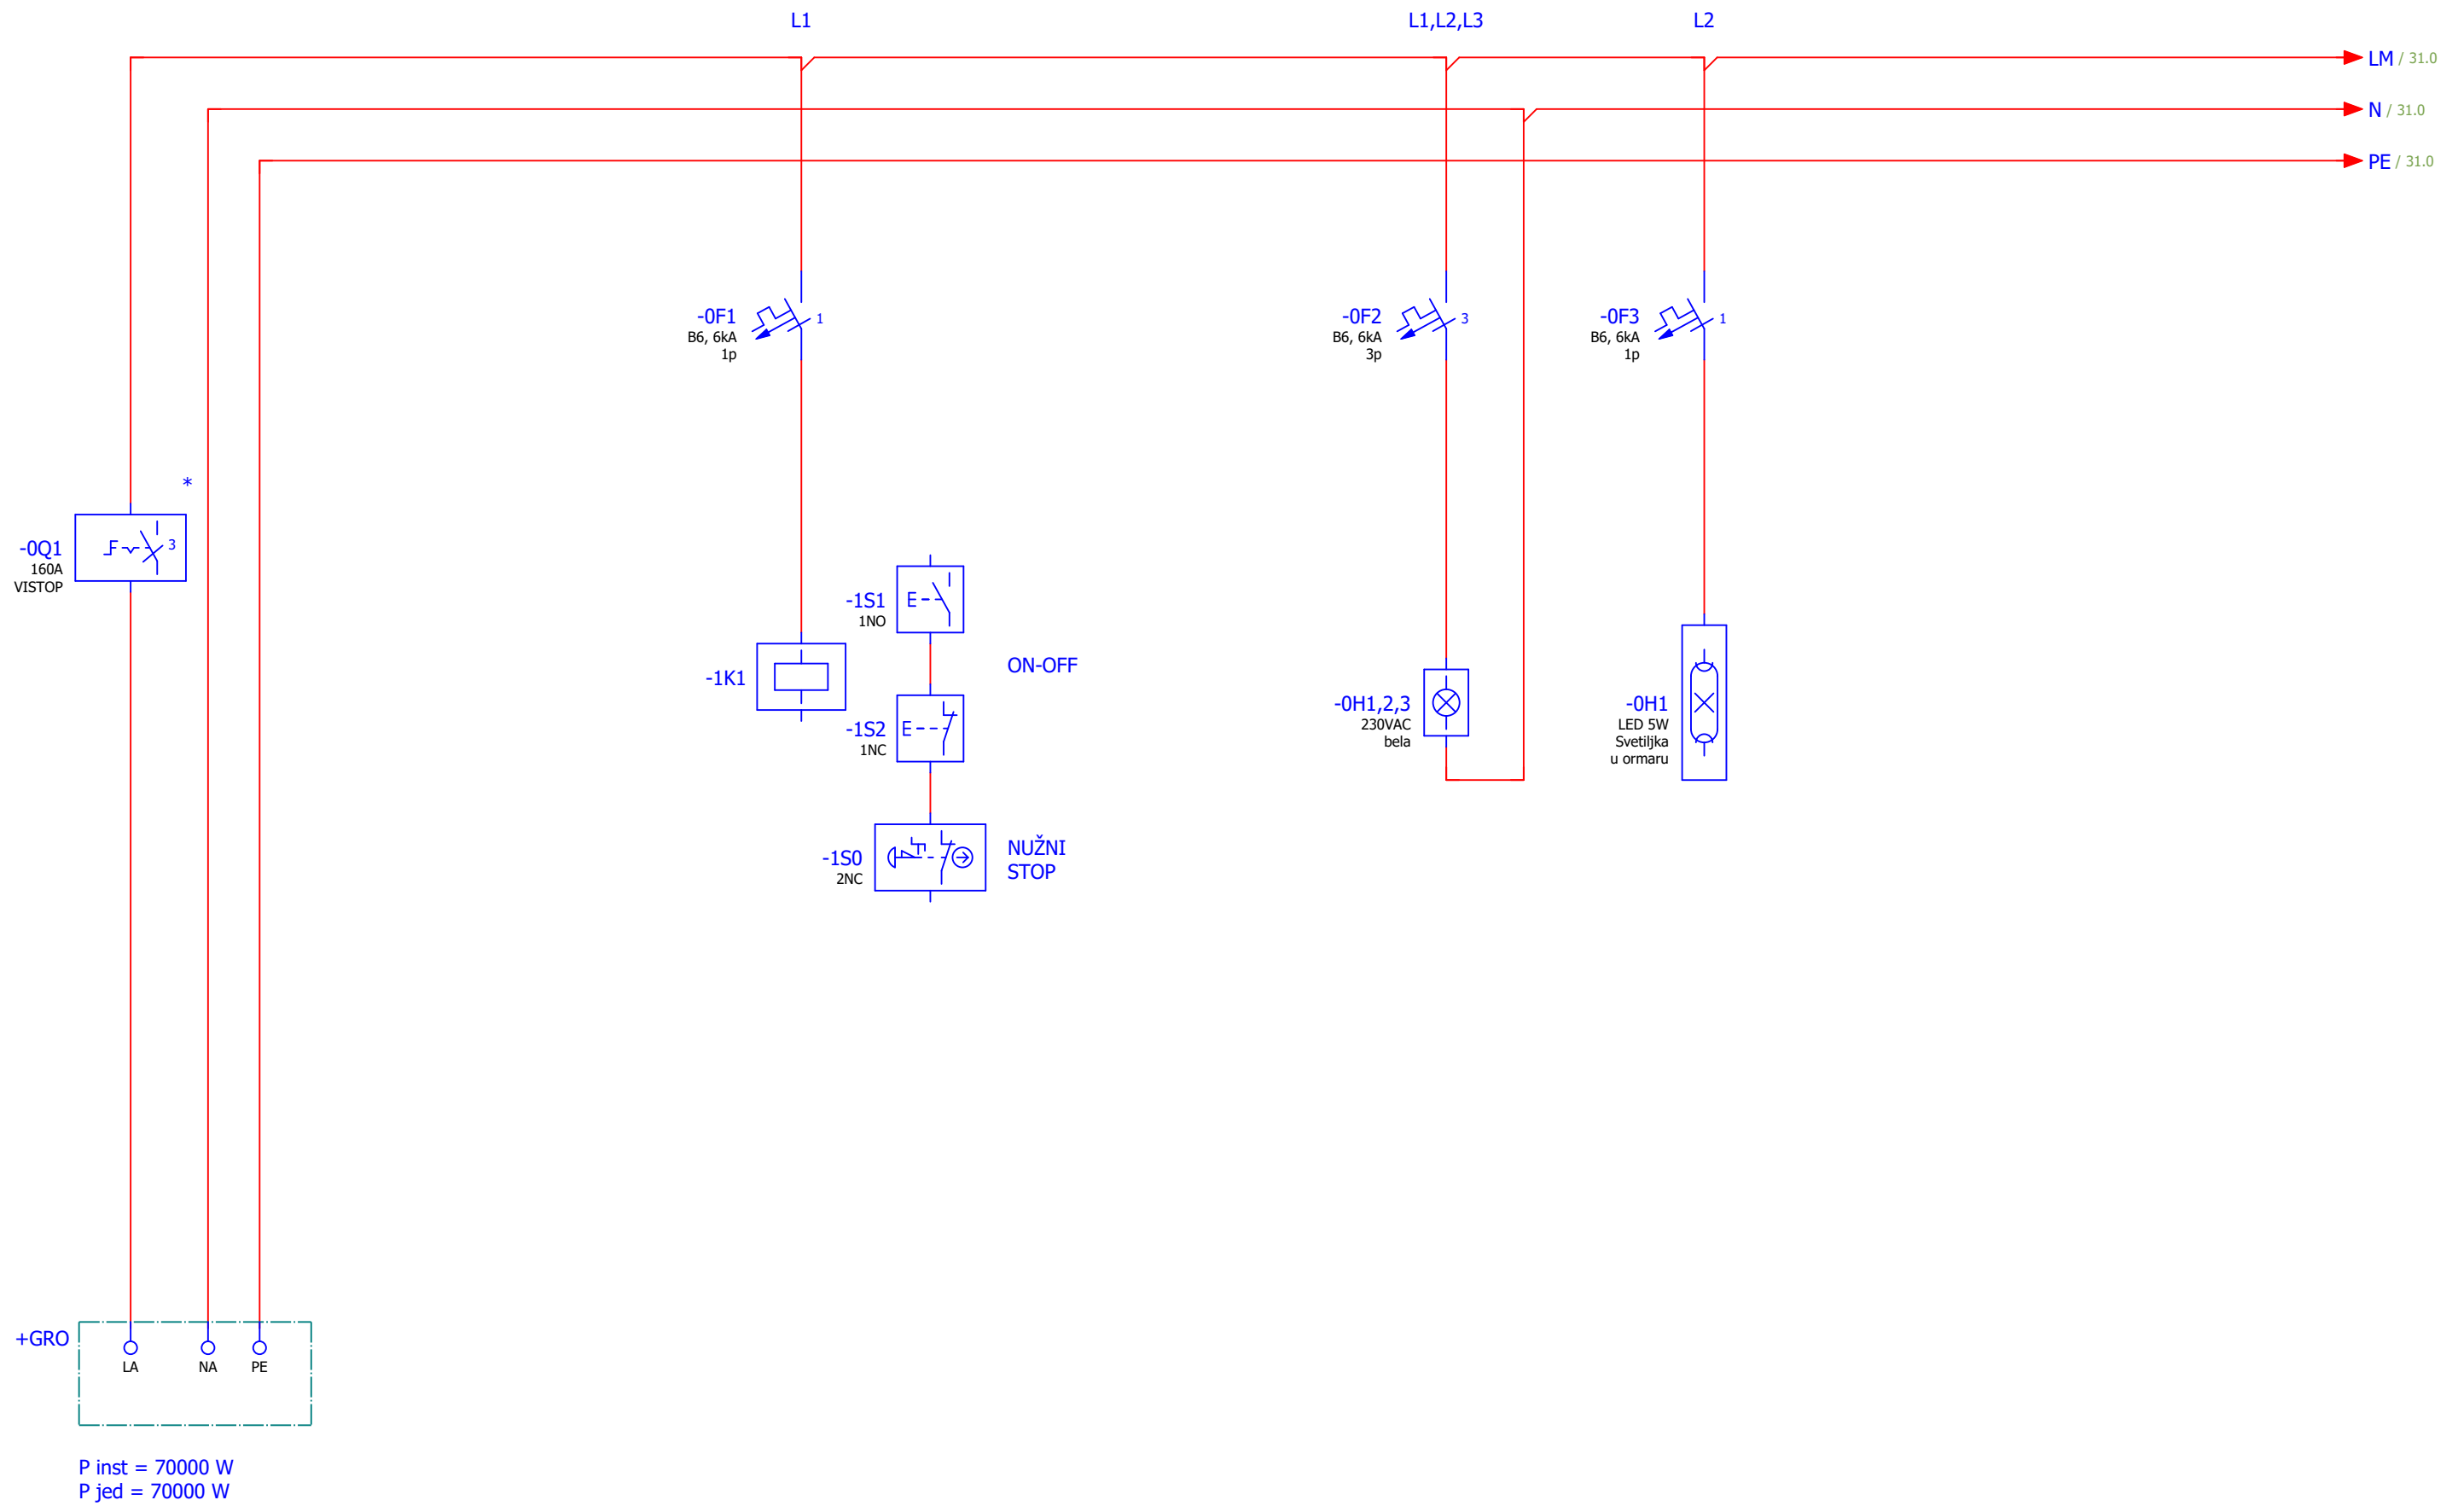 L1
L1,L2,L3
L2
LM / 31.0
N / 31.0
PE / 31.0
-0F1
B6, 6kA
1p
1
-0F2
B6, 6kA
3p
3
-0F3
B6, 6kA
1p
1
*
-0Q1
160A
VISTOP
3
-1S1
1NO
E
ON-OFF
-1K1
-1S2
1NC
E
-0H1,2,3
230VAC
bela
-0H1
LED 5W
Svetiljka
u ormaru
-1S0
2NC
NUŽNI
STOP
+GRO
LA
NA
PE
P inst = 70000 W
P jed = 70000 W